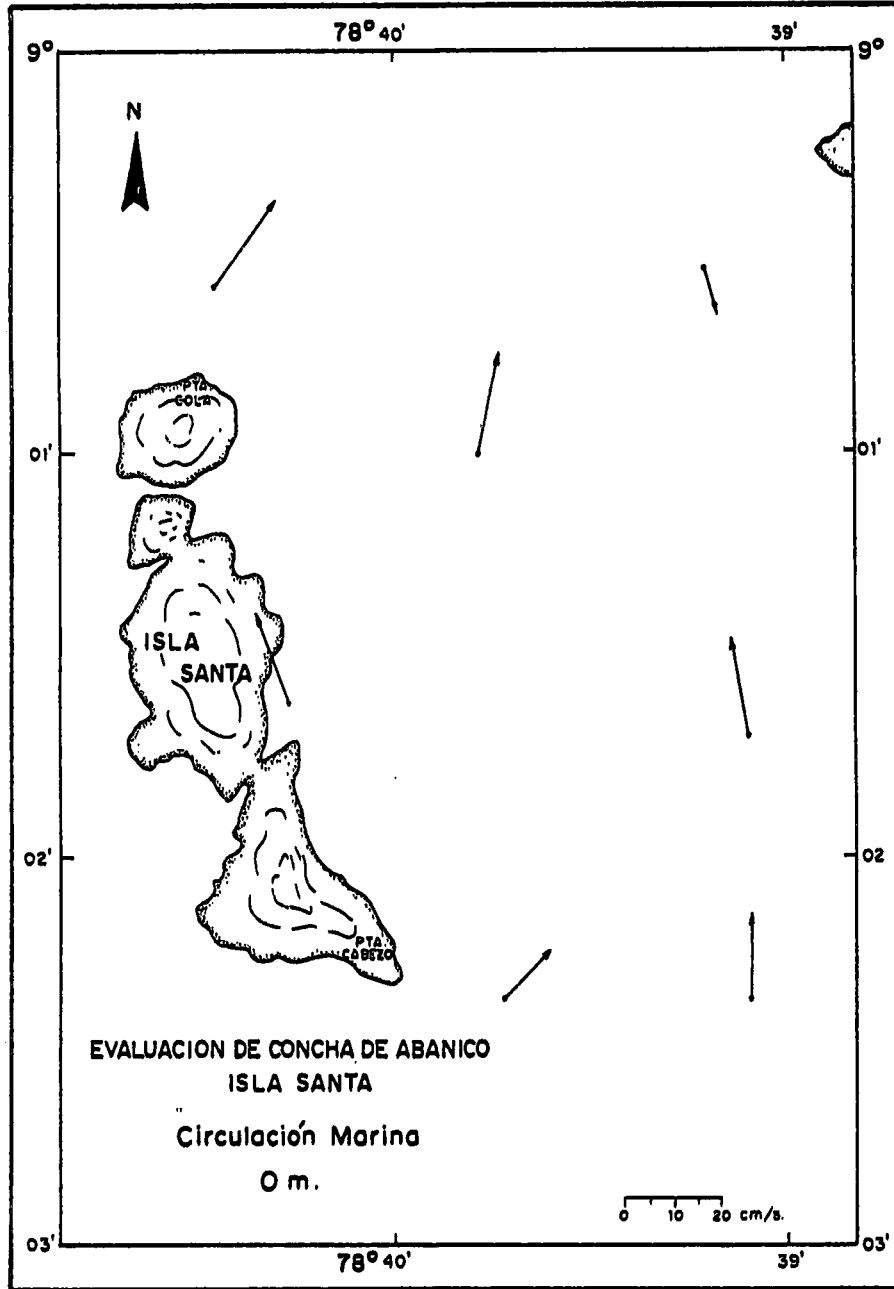 78° 40'
39'
9°
9°
N
PTA
COLA
01'
01'
ISLA
SANTA
02'
02
PTA
CABEZO
EVALUACION DE CONCHA DE ABANICO
ISLA SANTA
Circulación Marina
0 m.
0 10 20 cm/s.
03'
03'
78° 40'
39'